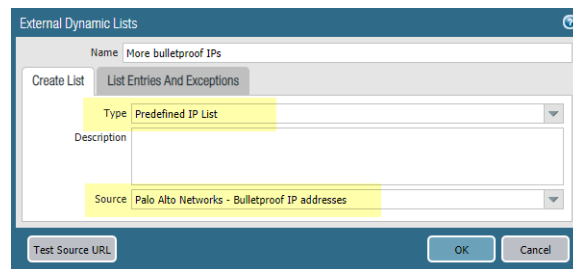 External Dynamic Lists
Name More bulletproof IPs
Create List List Entries And Exceptions
Type Predefined IP List
Description
Source Palo Alto Networks - Bulletproof IP addresses
Test Source URL OK Cancel